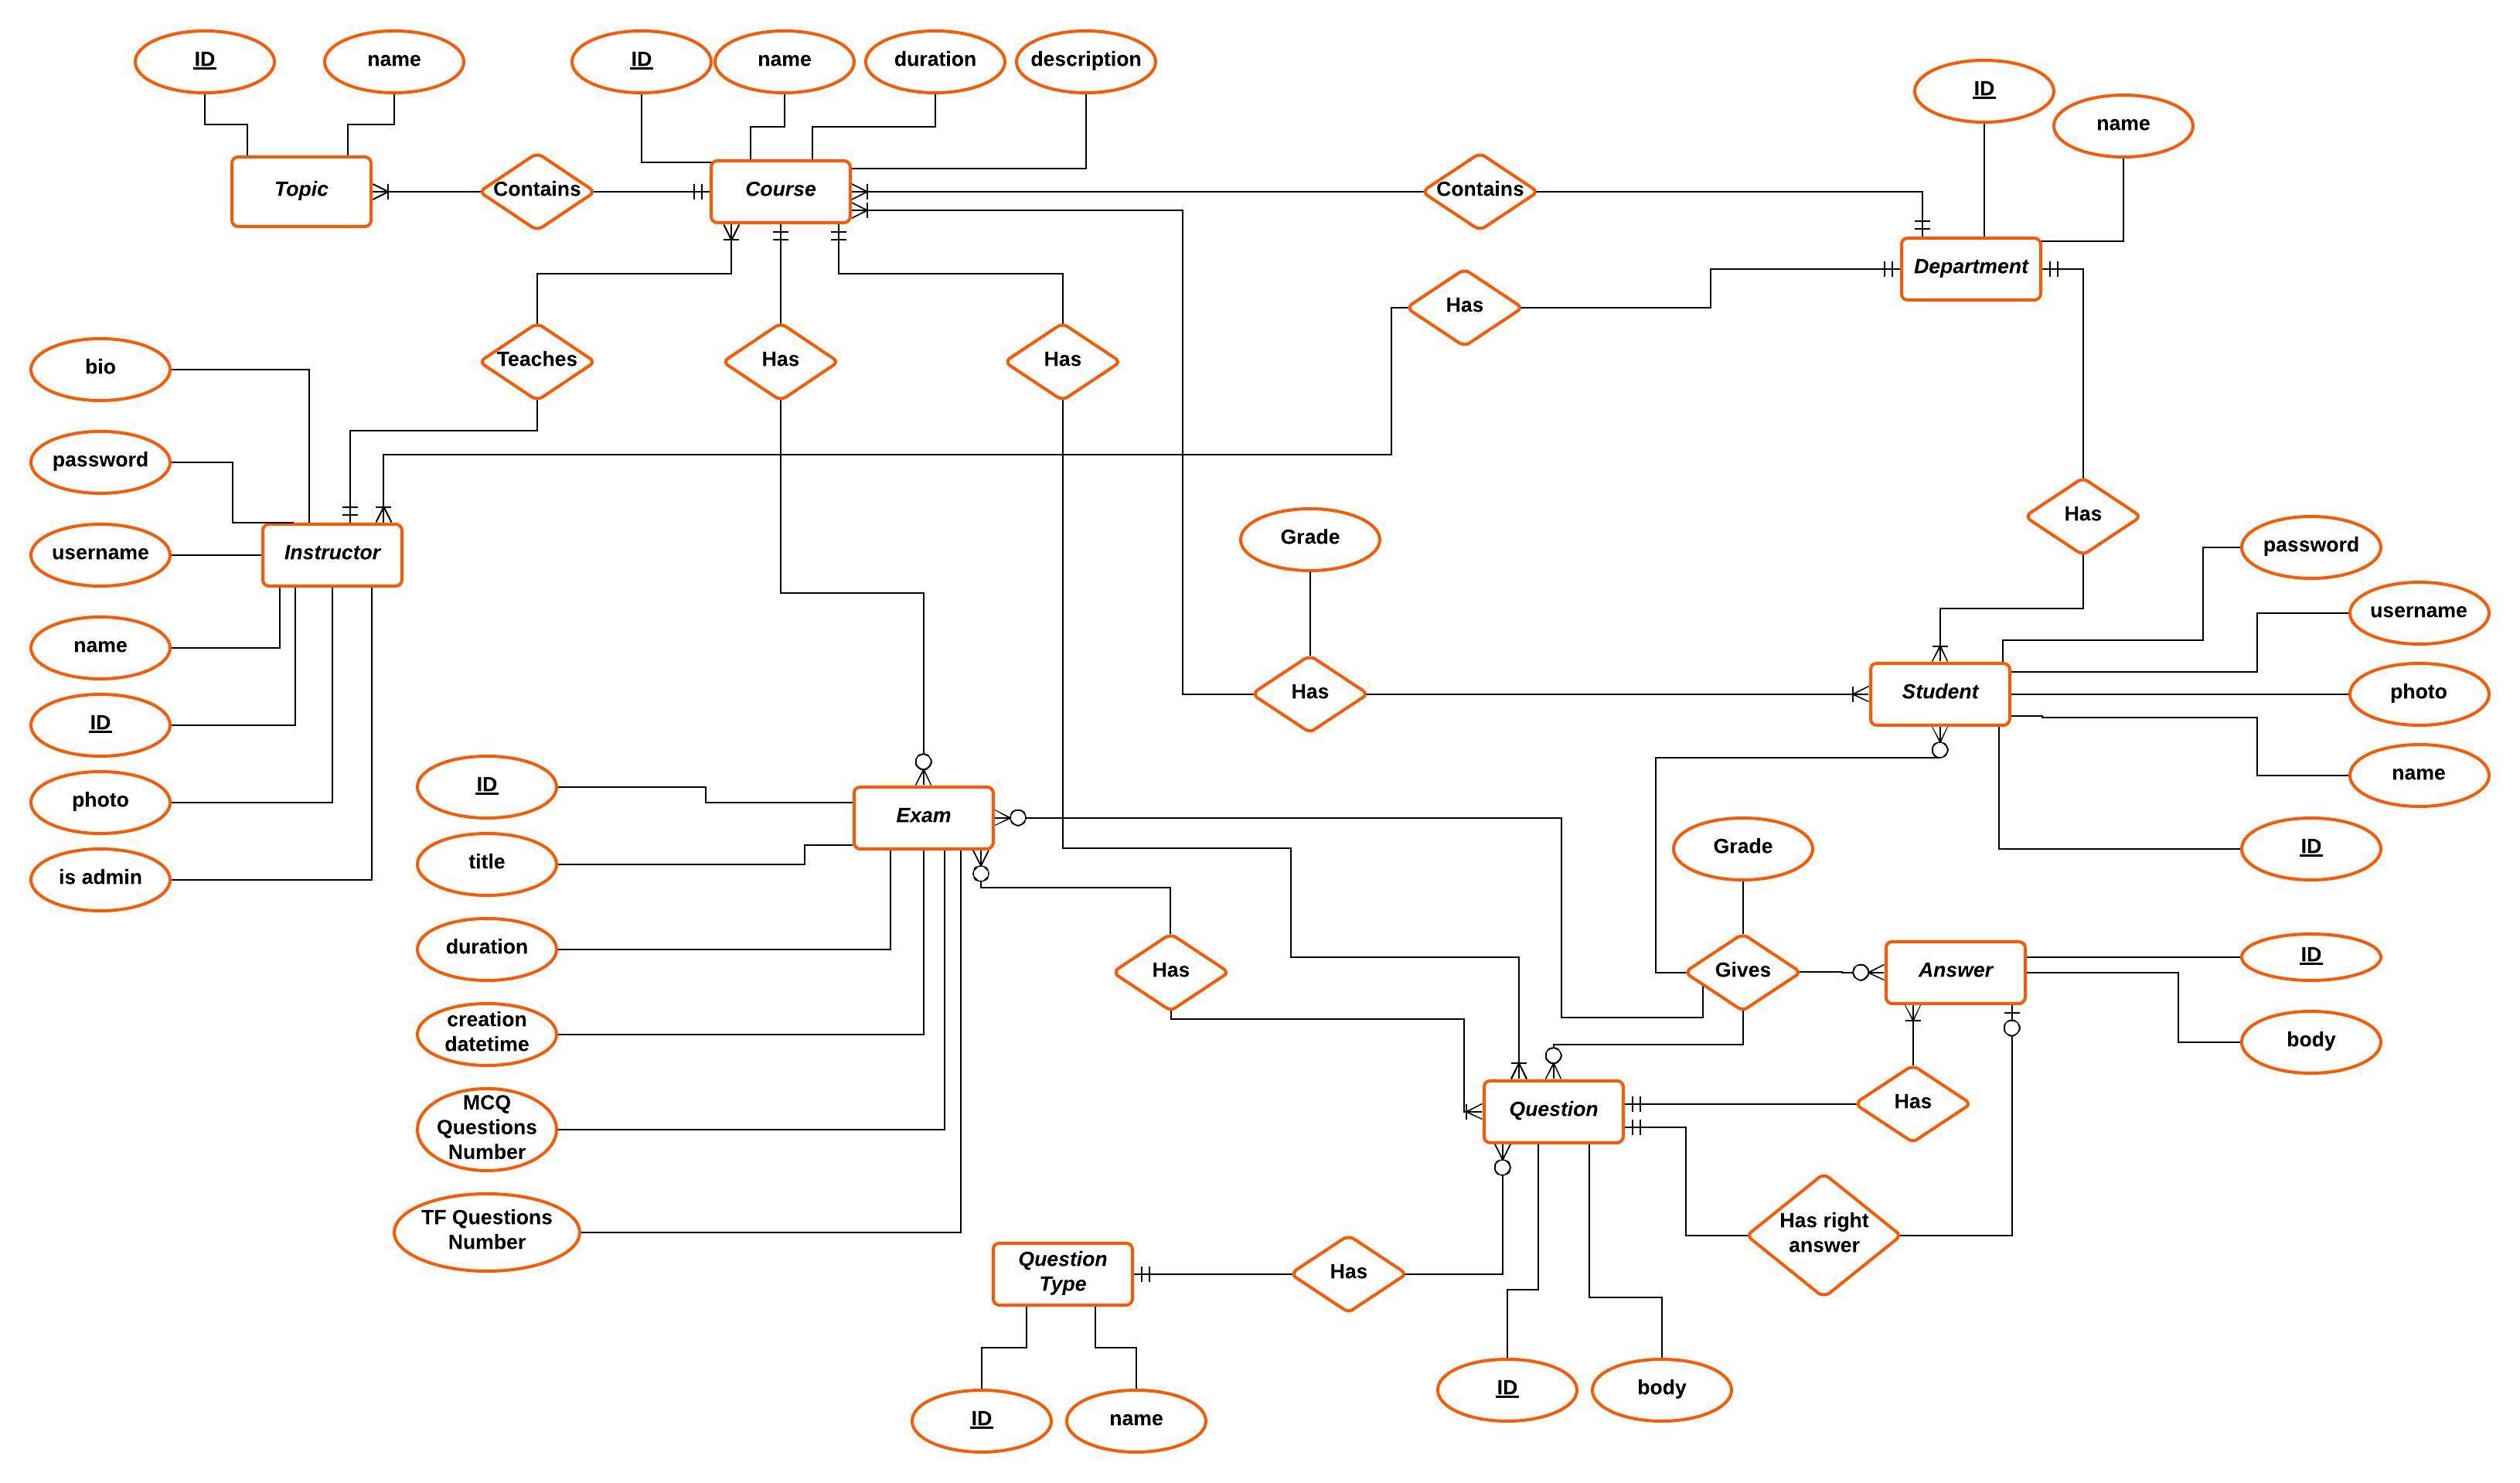 ID
name
ID
name
duration
description
ID
name
Topic
Contains
Course
Contains
Department
Has
Teaches
Has
Has
bio
password
username
name
ID
photo
is admin
Instructor
Grade
Has
Has
password
username
photo
name
ID
Student
ID
title
duration
creation
datetime
MCQ
Questions
Number
TF Questions
Number
Exam
Has
Grade
Gives
Answer
ID
body
Question
Has
Has right
answer
Question
Type
Has
ID
name
ID
body